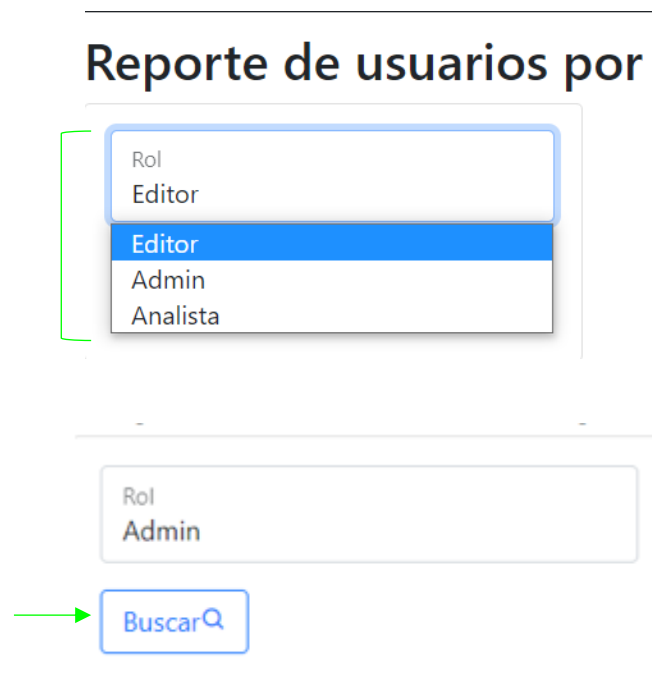 Reporte de usuarios por
Rol
Editor
Editor
Admin
Analista
Rol
Admin
Buscar